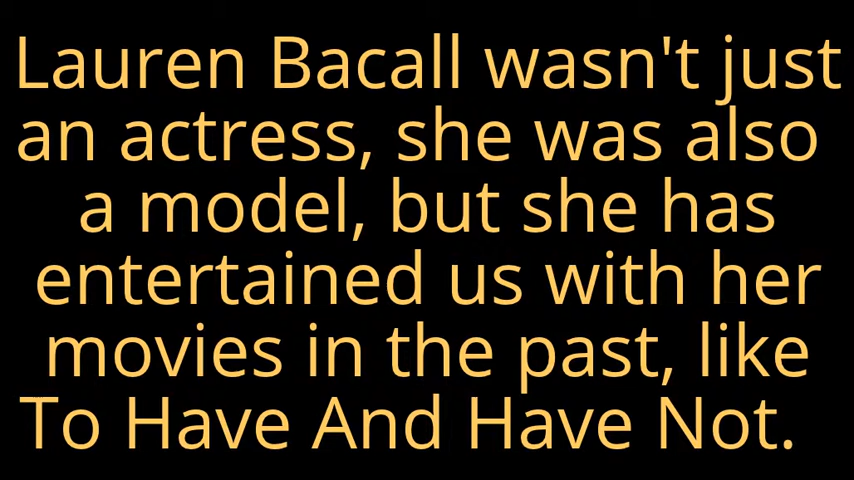 Lauren Bacall wasn't just
an actress, she was also
a model, but she has
entertained us with her
movies in the past, like
To Have And Have Not.